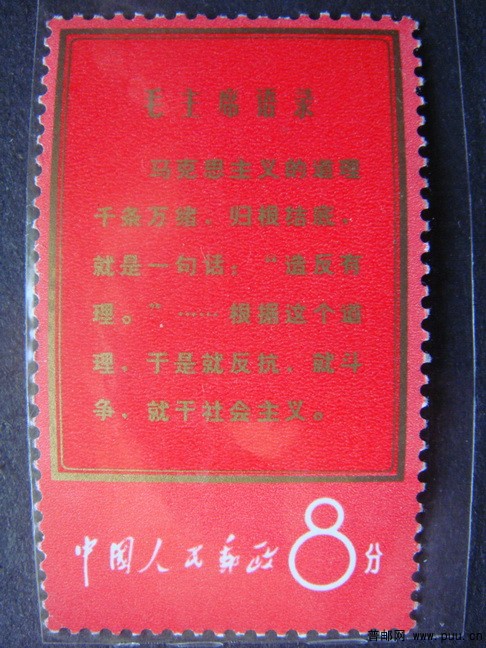 毛主席语录
马克思主义的道理
千条万绪，归根结底，
就是一句话：“造反有
理。”……根据这个道
理，于是就反抗，就斗
争，就干社会主义。
中国人民邮政 8分
普邮网 www.puu.cn